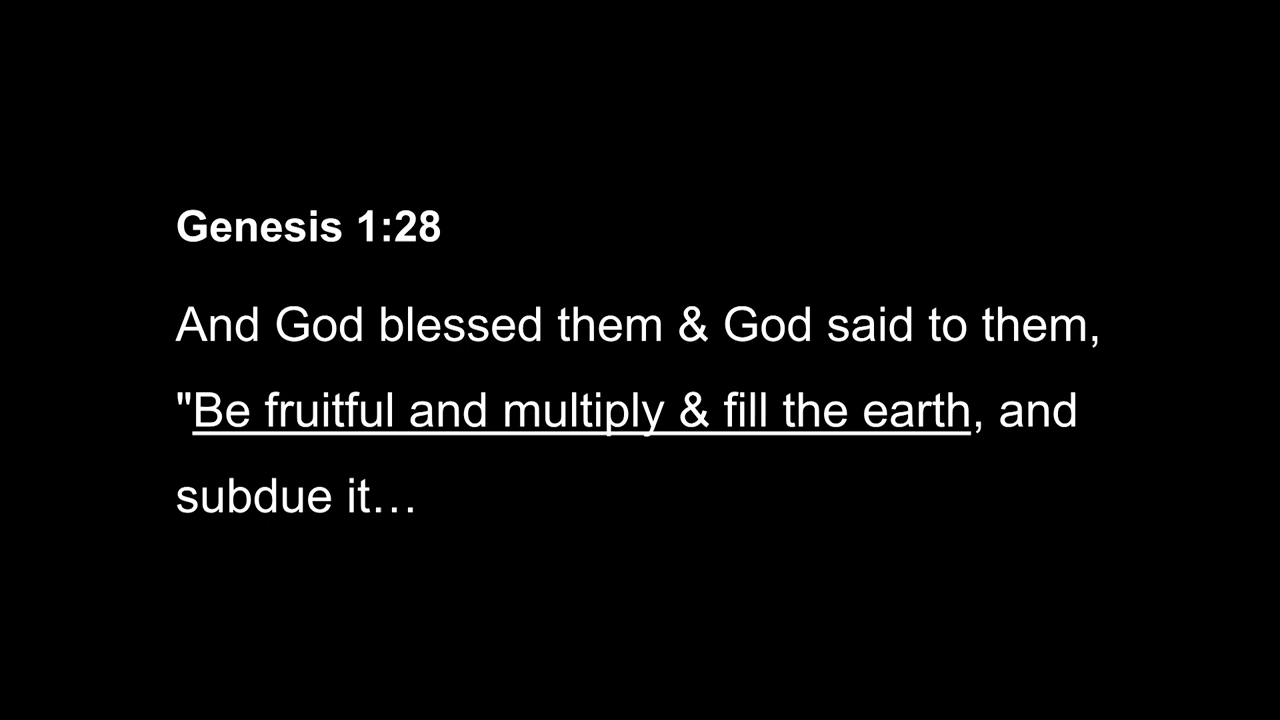 Genesis 1:28
And God blessed them & God said to them,
"Be fruitful and multiply & fill the earth, and
subdue it…